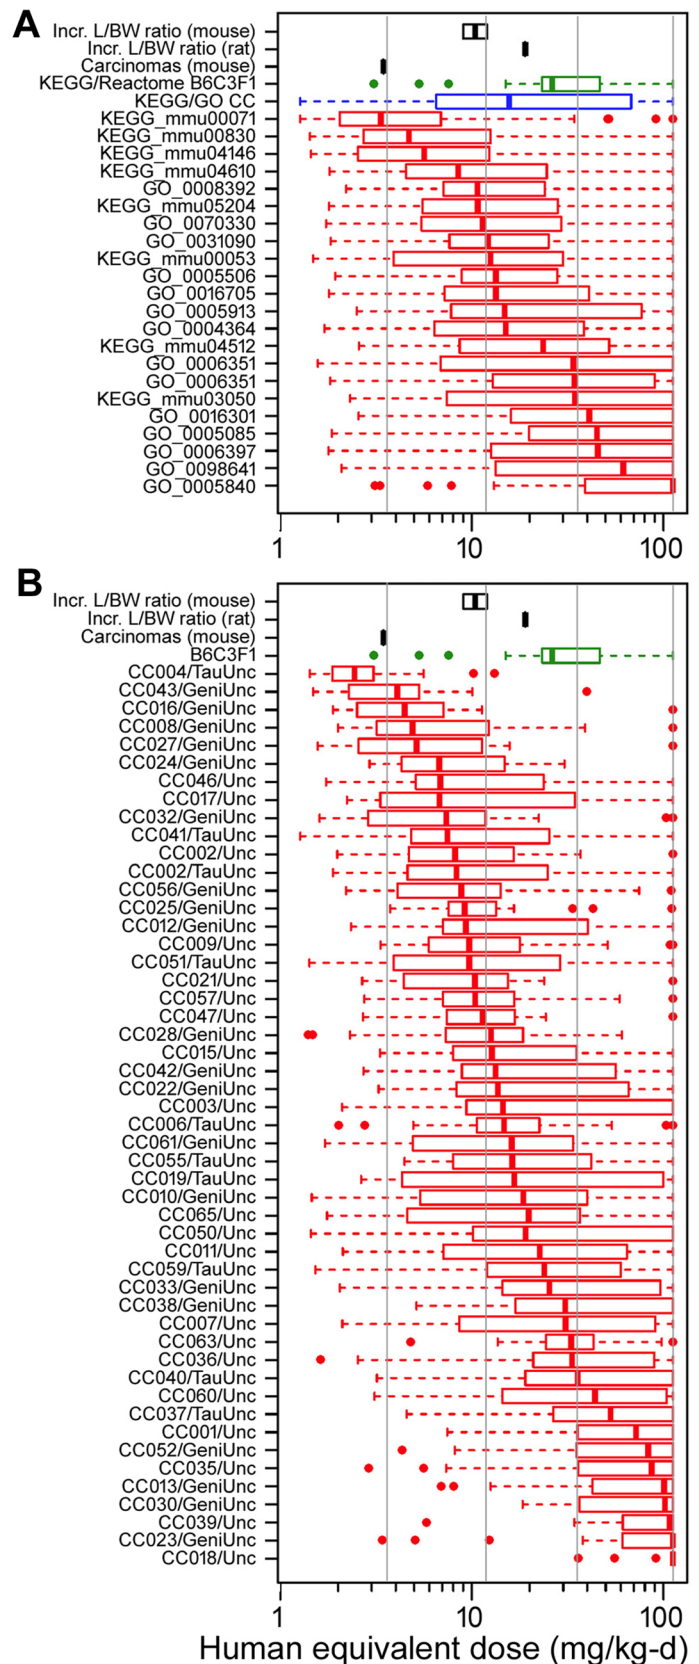 A
Incr. L/BW ratio (mouse)
Incr. L/BW ratio (rat)
Carcinomas (mouse)
KEGG/Reactome B6C3F1
KEGG/GO CC
KEGG_mmu00071
KEGG_mmu00830
KEGG_mmu04146
KEGG_mmu04610
GO_0008392
KEGG_mmu05204
GO_0070330
GO_0031090
KEGG_mmu00053
GO_0005506
GO_0016705
GO_0005913
GO_0004364
KEGG_mmu04512
GO_0006351
GO_0006351
KEGG_mmu03050
GO_0016301
GO_0005085
GO_0006397
GO_0098641
GO_0005840
1 10 100
B
Incr. L/BW ratio (mouse)
Incr. L/BW ratio (rat)
Carcinomas (mouse)
B6C3F1
CC004/TauUnc
CC043/GeniUnc
CC016/GeniUnc
CC008/GeniUnc
CC027/GeniUnc
CC024/GeniUnc
CC046/Unc
CC017/Unc
CC032/GeniUnc
CC041/TauUnc
CC002/Unc
CC002/TauUnc
CC056/GeniUnc
CC025/GeniUnc
CC012/GeniUnc
CC009/Unc
CC051/TauUnc
CC021/Unc
CC057/Unc
CC047/Unc
CC028/GeniUnc
CC015/Unc
CC042/GeniUnc
CC022/GeniUnc
CC003/Unc
CC006/TauUnc
CC061/GeniUnc
CC055/TauUnc
CC019/TauUnc
CC010/GeniUnc
CC065/Unc
CC050/Unc
CC011/Unc
CC059/TauUnc
CC033/GeniUnc
CC038/GeniUnc
CC007/Unc
CC063/Unc
CC036/Unc
CC040/TauUnc
CC060/Unc
CC037/TauUnc
CC001/Unc
CC052/GeniUnc
CC035/Unc
CC013/GeniUnc
CC030/GeniUnc
CC039/Unc
CC023/GeniUnc
CC018/Unc
1 10 100
Human equivalent dose (mg/kg-d)